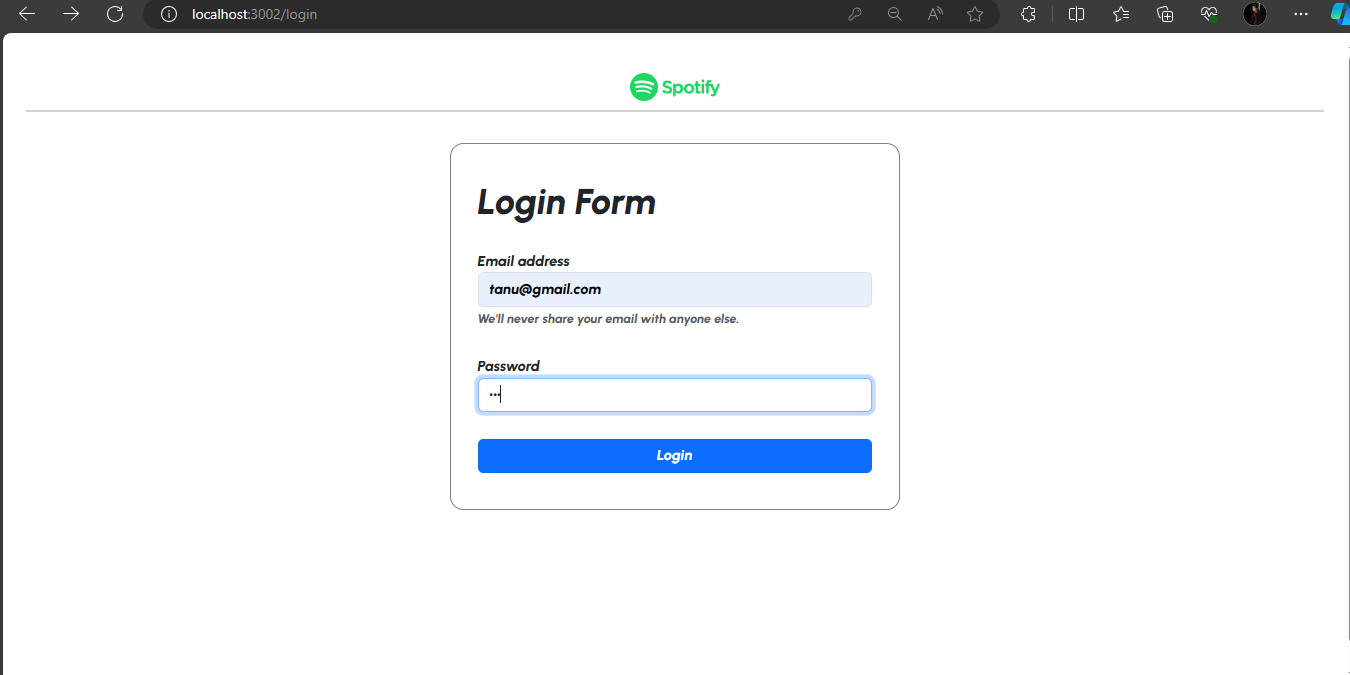 localhost:3002/login
Spotify
Login Form
Email address
tanu@gmail.com
We'll never share your email with anyone else.
Password
•••
Login